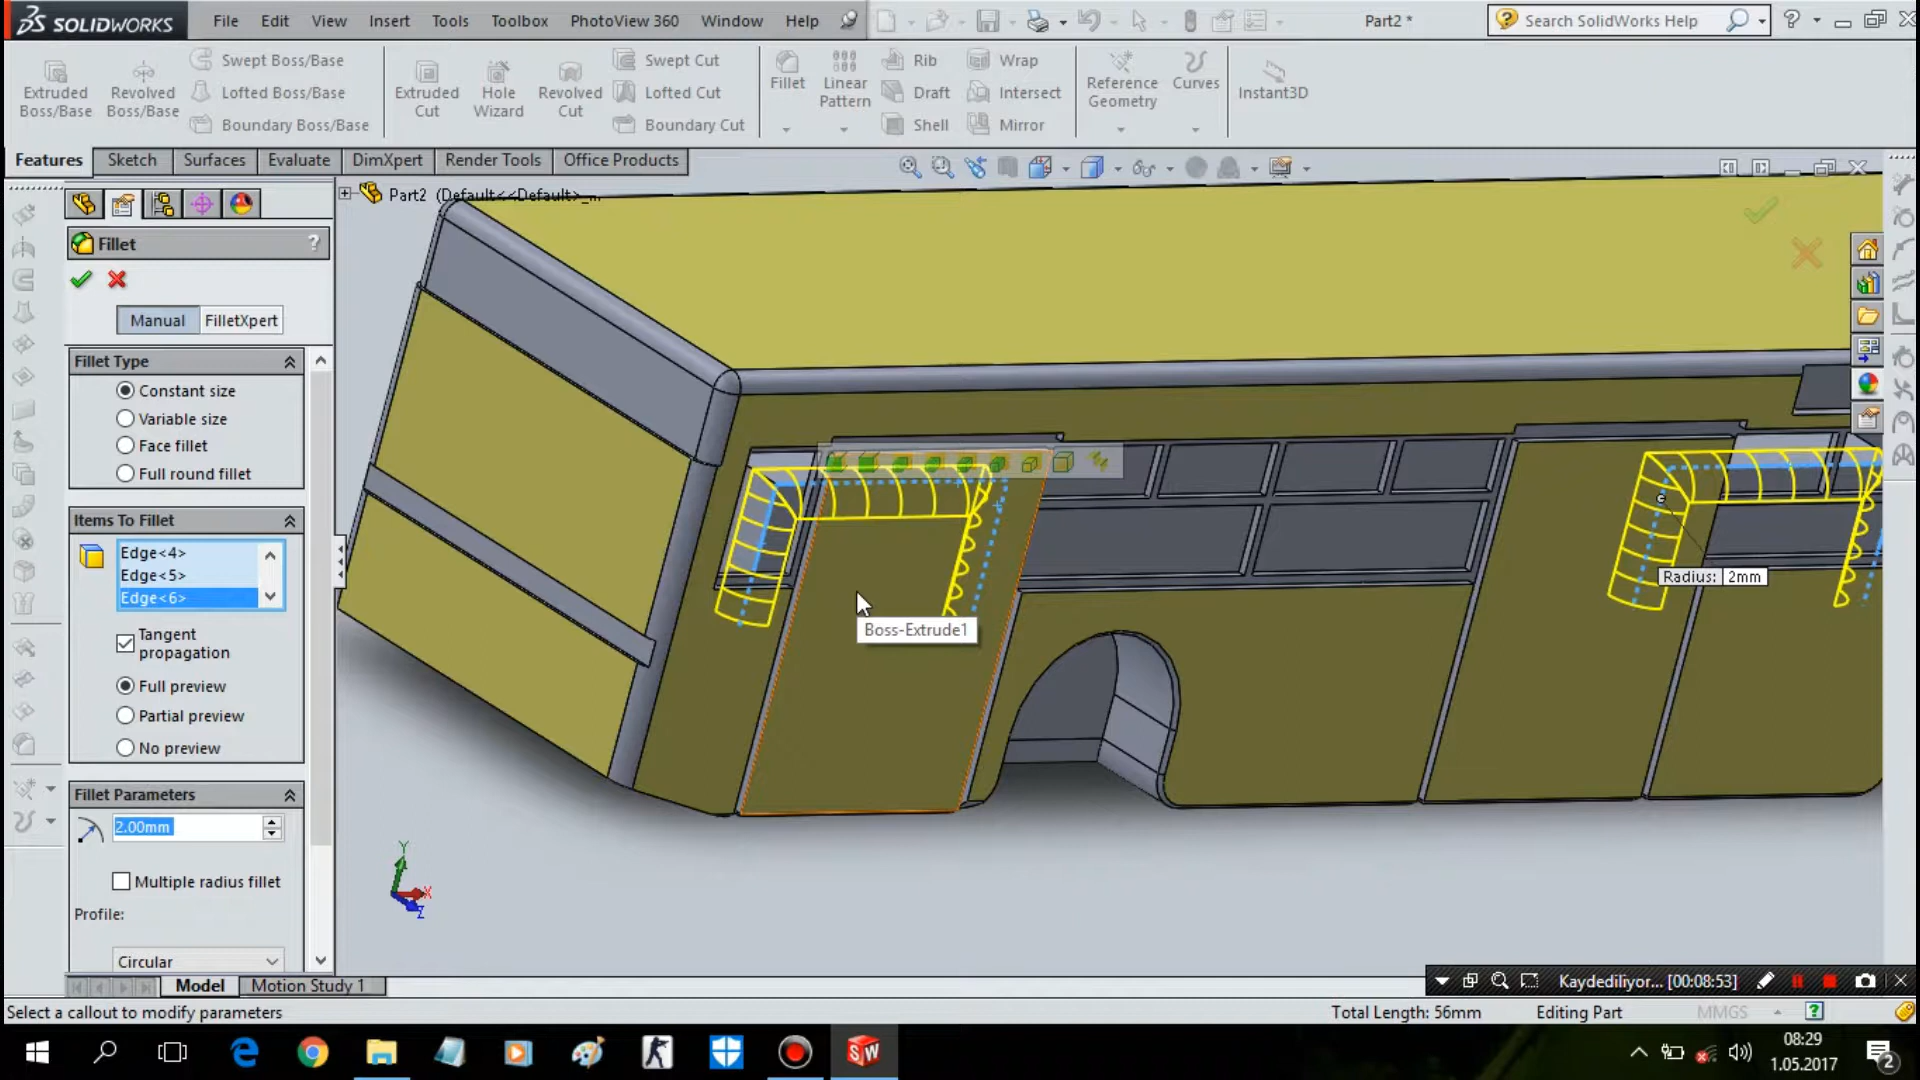 SOLIDWORKS File Edit View Insert Tools Toolbox PhotoView 360 Window Help Part2 * Search SolidWorks Help
Extruded Boss/Base
Revolved Boss/Base
Swept Boss/Base
Lofted Boss/Base
Boundary Boss/Base
Extruded Cut
Hole Wizard
Revolved Cut
Swept Cut
Lofted Cut
Boundary Cut
Fillet
Linear Pattern
Rib
Draft
Shell
Wrap
Intersect
Mirror
Reference Geometry
Curves
Instant3D
Features Sketch Surfaces Evaluate DimXpert Render Tools Office Products
Part2 (Default<<Default>_...
Fillet ?
Manual FilletXpert
Fillet Type
Constant size
Variable size
Face fillet
Full round fillet
Items To Fillet
Edge<4>
Edge<5>
Edge<6>
Tangent propagation
Full preview
Partial preview
No preview
Fillet Parameters
2.00mm
Multiple radius fillet
Profile:
Circular
Boss-Extrude1
Radius: 2mm
Y
X
Z
Model Motion Study 1
Kaydediliyor... [00:08:53]
Select a callout to modify parameters Total Length: 56mm Editing Part MMGS
08:29
1.05.2017
2